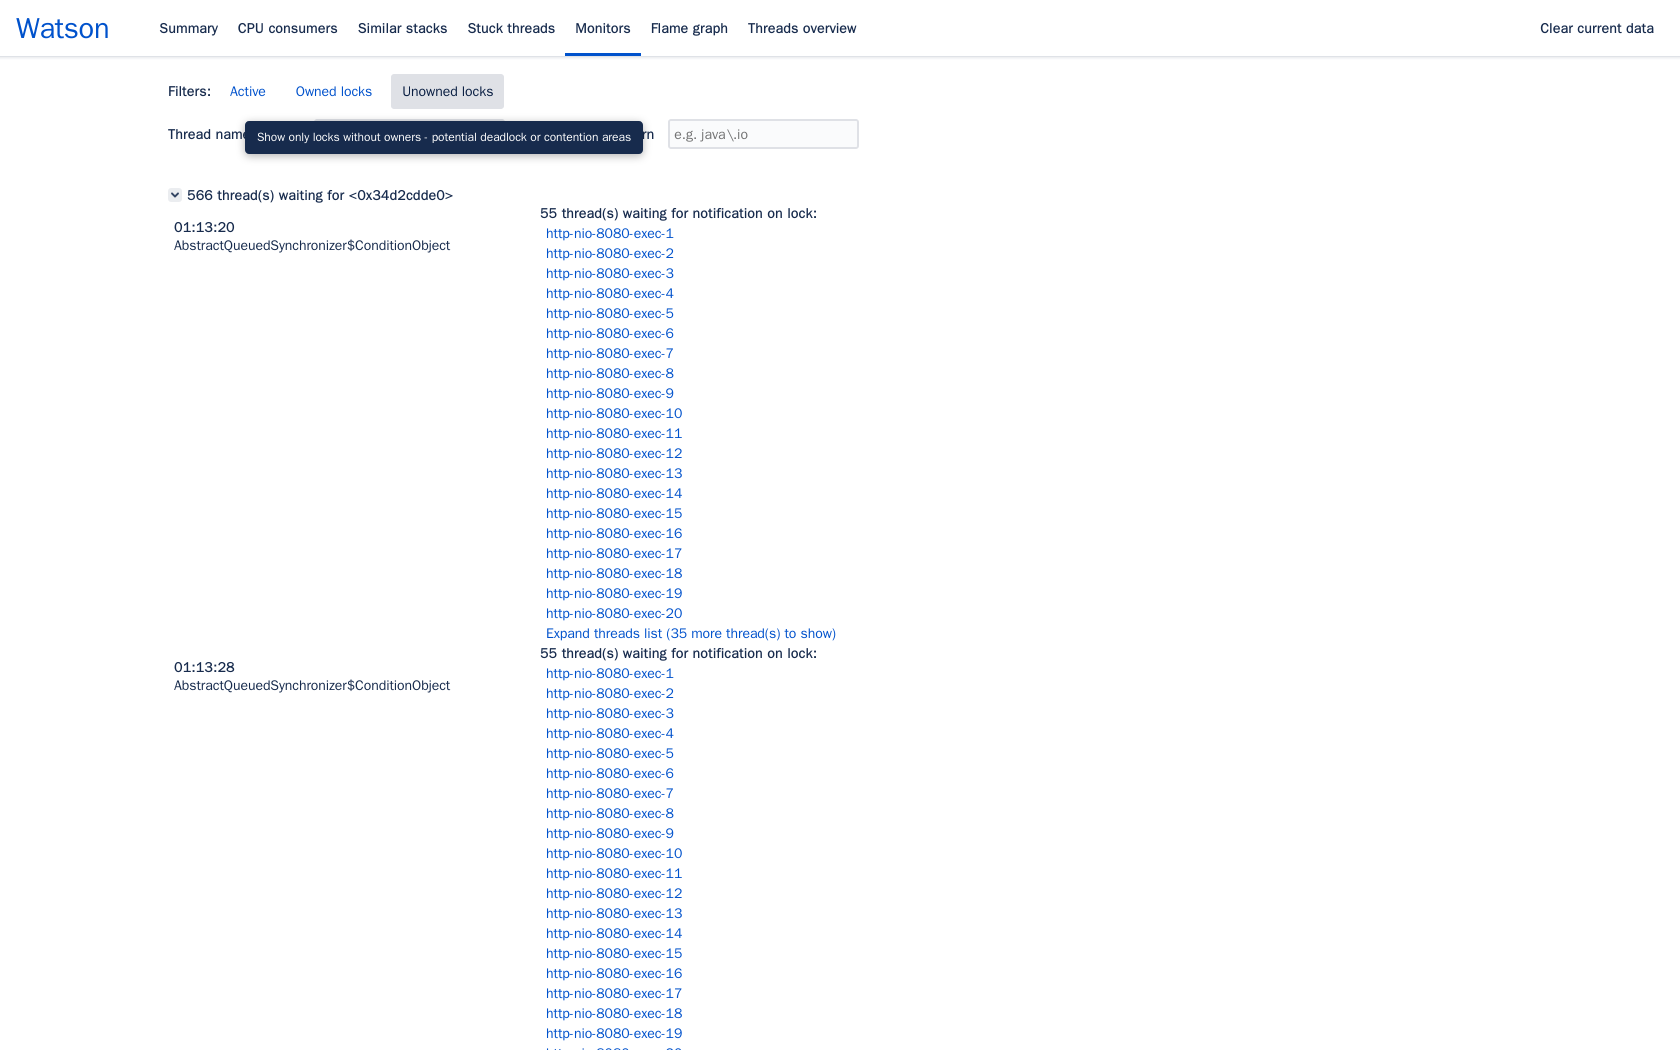 Watson
Summary
CPU consumers
Similar stacks
Stuck threads
Monitors
Flame graph
Threads overview
Clear current data
Filters:
Active
Owned locks
Unowned locks
Thread name
Show only locks without owners - potential deadlock or contention areas
e.g. java\.io
566 thread(s) waiting for <0x34d2cdde0>
01:13:20
AbstractQueuedSynchronizer$ConditionObject
55 thread(s) waiting for notification on lock:
http-nio-8080-exec-1
http-nio-8080-exec-2
http-nio-8080-exec-3
http-nio-8080-exec-4
http-nio-8080-exec-5
http-nio-8080-exec-6
http-nio-8080-exec-7
http-nio-8080-exec-8
http-nio-8080-exec-9
http-nio-8080-exec-10
http-nio-8080-exec-11
http-nio-8080-exec-12
http-nio-8080-exec-13
http-nio-8080-exec-14
http-nio-8080-exec-15
http-nio-8080-exec-16
http-nio-8080-exec-17
http-nio-8080-exec-18
http-nio-8080-exec-19
http-nio-8080-exec-20
Expand threads list (35 more thread(s) to show)
01:13:28
AbstractQueuedSynchronizer$ConditionObject
55 thread(s) waiting for notification on lock:
http-nio-8080-exec-1
http-nio-8080-exec-2
http-nio-8080-exec-3
http-nio-8080-exec-4
http-nio-8080-exec-5
http-nio-8080-exec-6
http-nio-8080-exec-7
http-nio-8080-exec-8
http-nio-8080-exec-9
http-nio-8080-exec-10
http-nio-8080-exec-11
http-nio-8080-exec-12
http-nio-8080-exec-13
http-nio-8080-exec-14
http-nio-8080-exec-15
http-nio-8080-exec-16
http-nio-8080-exec-17
http-nio-8080-exec-18
http-nio-8080-exec-19